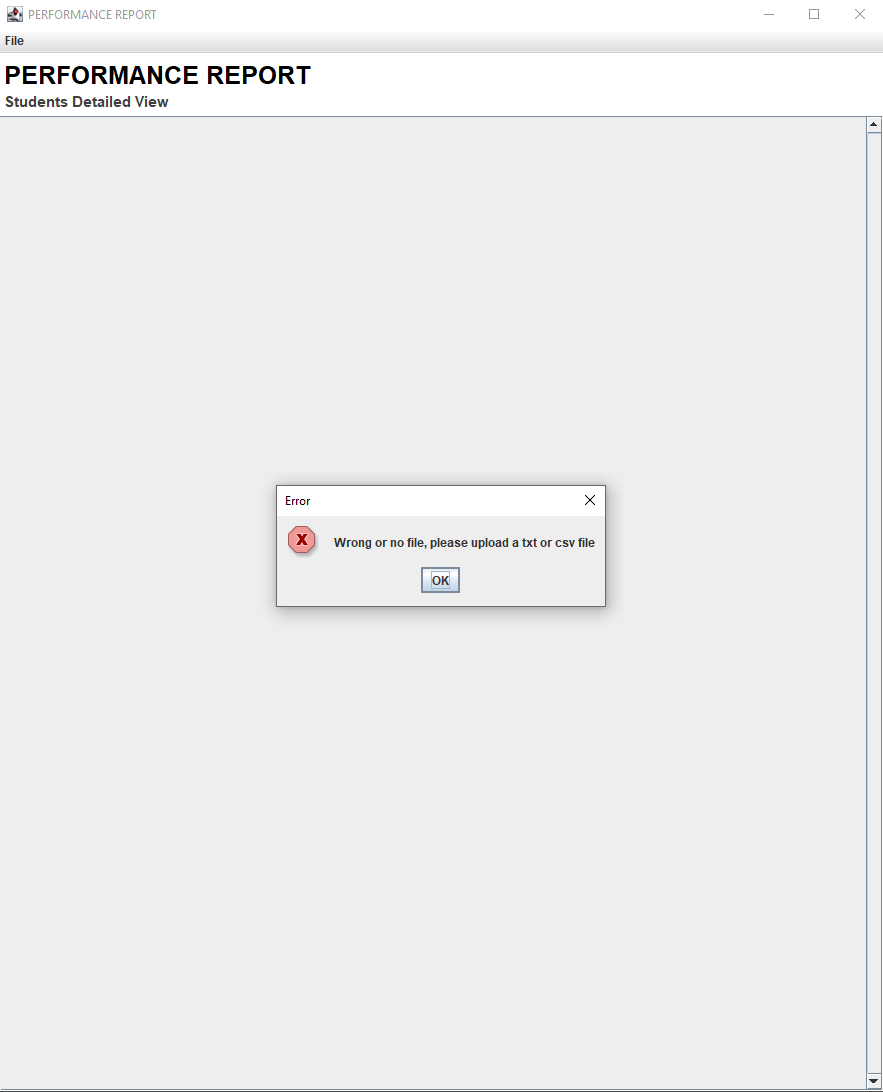 PERFORMANCE REPORT
File
PERFORMANCE REPORT
Students Detailed View
Error
X
Wrong or no file, please upload a txt or csv file
OK